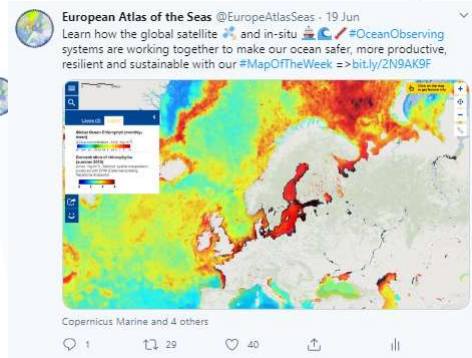 European Atlas of the Seas @EuropeAtlasSeas · 19 Jun
Learn how the global satellite 🛰️ and in-situ 🚢🌊 #OceanObserving
systems are working together to make our ocean safer, more productive,
resilient and sustainable with our #MapOfTheWeek =>bit.ly/2N9AK9F
Global Ocean Chlorophyll (monthly
mean)
Copernicus Marine and 4 others
1 29 40